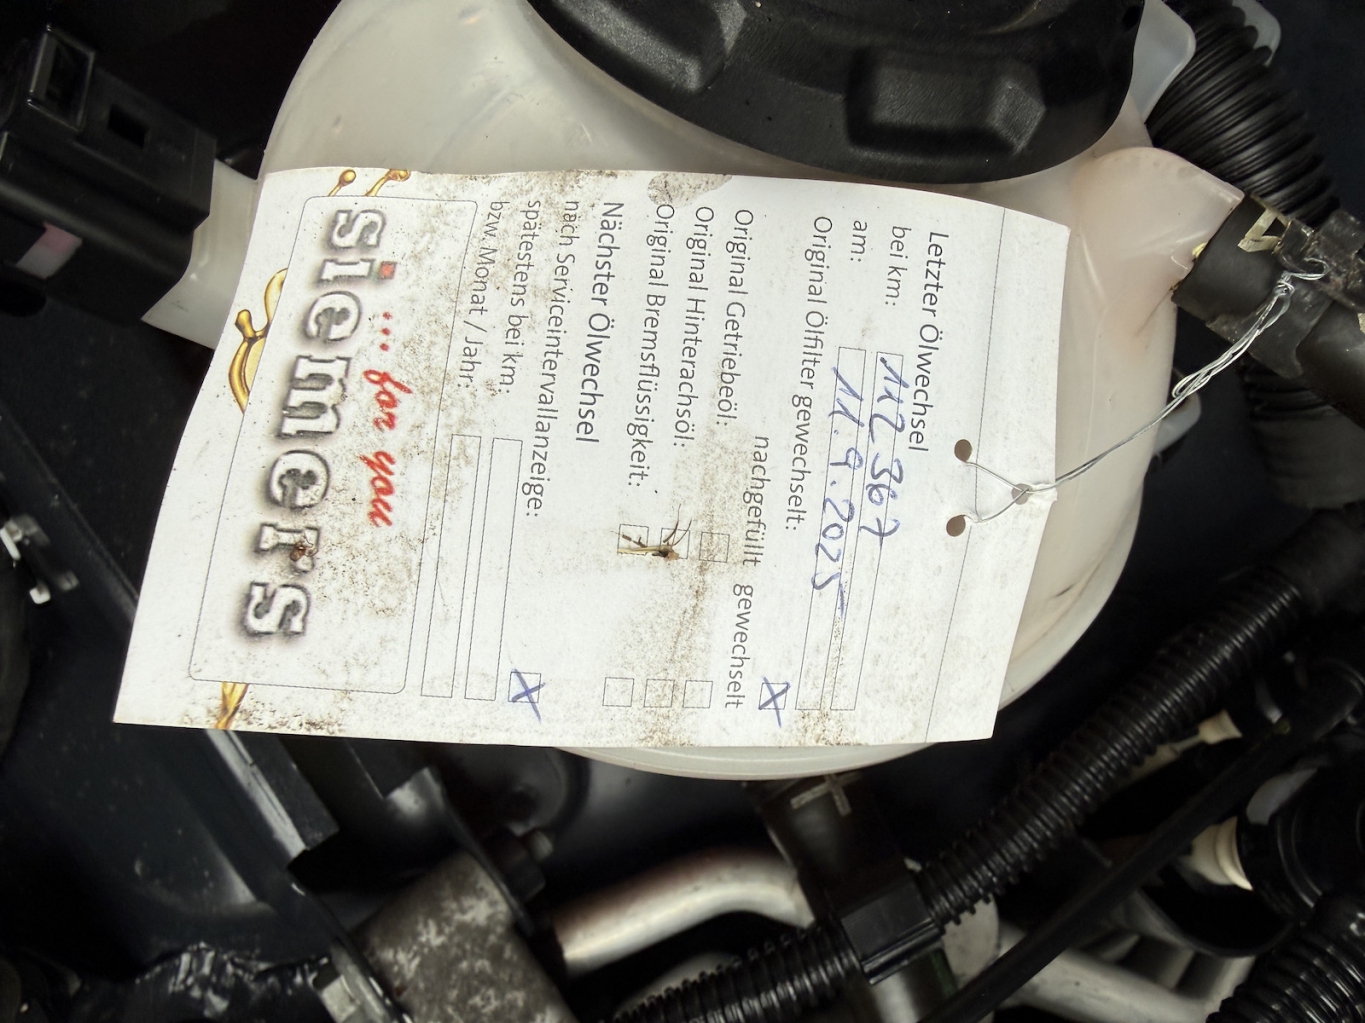 Letzter Ölwechsel
bei km: 112 367
am: 11.9.2025
Original Ölfilter gewechselt: X
nachgefüllt gewechselt
Original Getriebeöl:
Original Hinterachsöl:
Original Bremsflüssigkeit:
Nächster Ölwechsel
nach Serviceintervallanzeige: X
spätestens bei km:
bzw. Monat / Jahr:
... for you
siemers